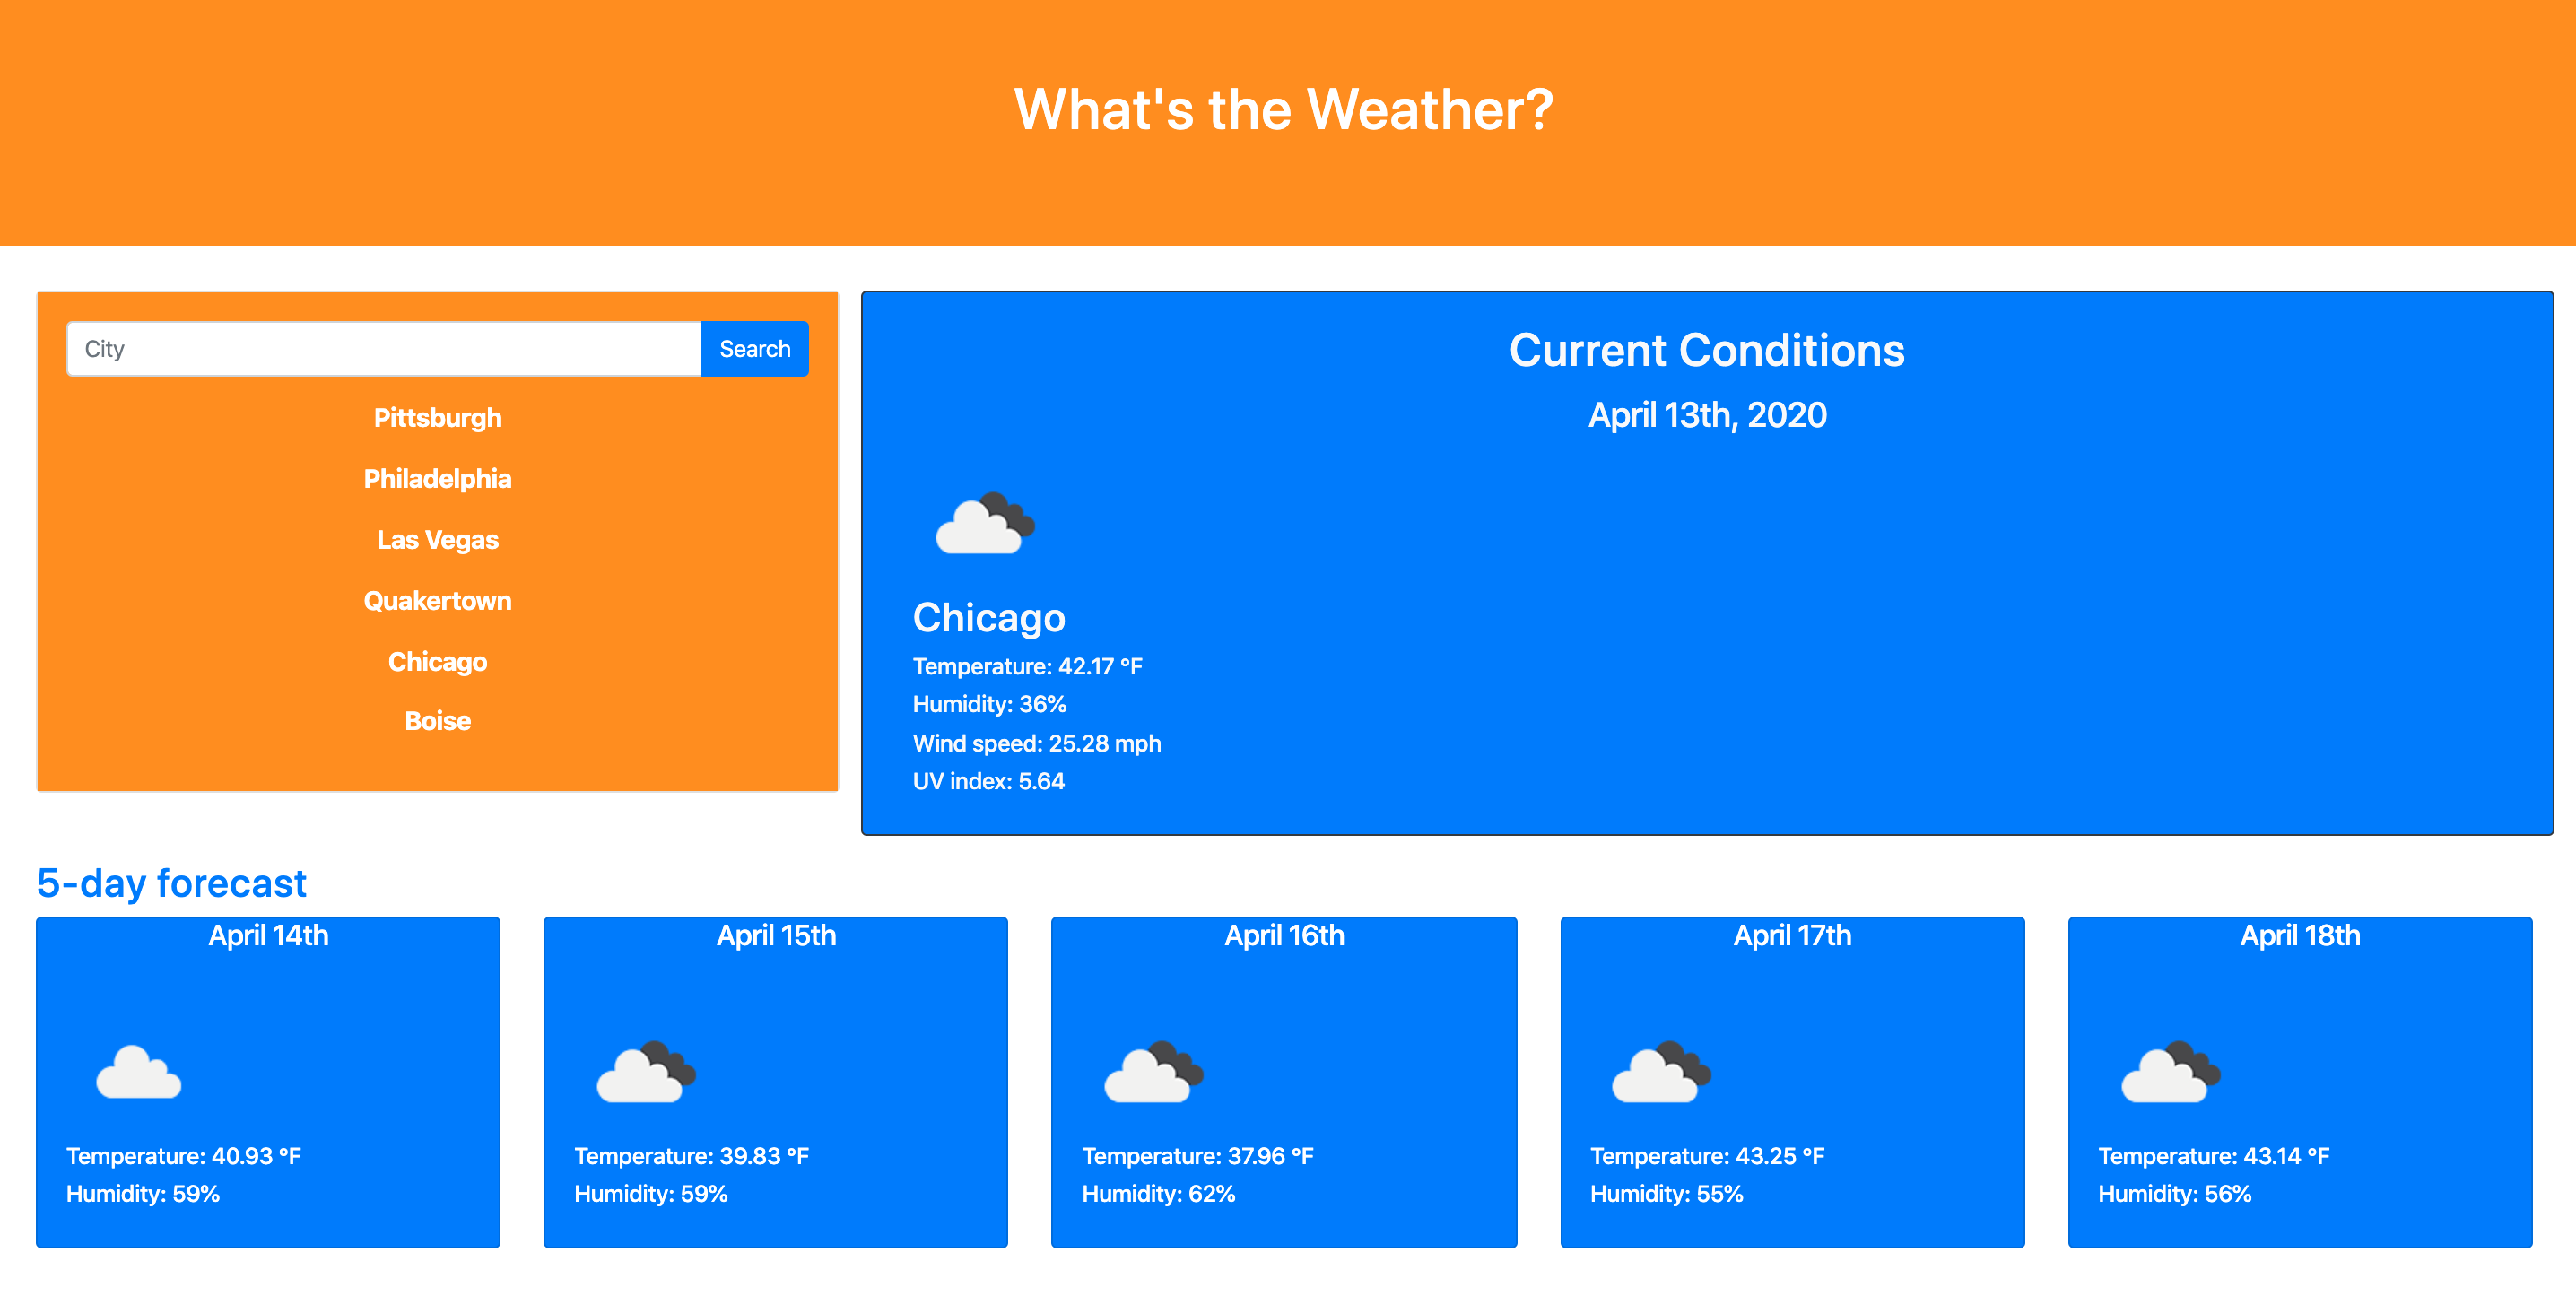 What's the Weather?
City
Search
Pittsburgh
Philadelphia
Las Vegas
Quakertown
Chicago
Boise
Current Conditions
April 13th, 2020
Chicago
Temperature: 42.17 °F
Humidity: 36%
Wind speed: 25.28 mph
UV index: 5.64
5-day forecast
April 14th
Temperature: 40.93 °F
Humidity: 59%
April 15th
Temperature: 39.83 °F
Humidity: 59%
April 16th
Temperature: 37.96 °F
Humidity: 62%
April 17th
Temperature: 43.25 °F
Humidity: 55%
April 18th
Temperature: 43.14 °F
Humidity: 56%